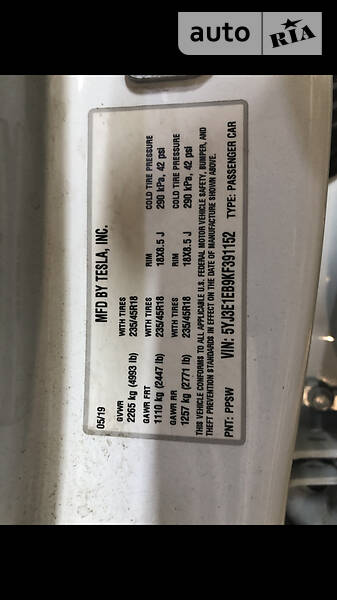 auto RIA
05/19 MFD BY TESLA, INC.
GVWR WITH TIRES RIM COLD TIRE PRESSURE
2265 kg (4993 lb) 235/45R18 18X8.5 J 290 kPa, 42 psi
GAWR FRT WITH TIRES RIM COLD TIRE PRESSURE
1110 kg (2447 lb) 235/45R18 18X8.5 J 290 kPa, 42 psi
GAWR RR
1257 kg (2771 lb) 235/45R18
THIS VEHICLE CONFORMS TO ALL APPLICABLE U.S. FEDERAL MOTOR VEHICLE SAFETY, BUMPER, AND
THEFT PREVENTION STANDARDS IN EFFECT ON THE DATE OF MANUFACTURE SHOWN ABOVE.
VIN: 5YJ3E1EB9KF391152
PNT: PPSW TYPE: PASSENGER CAR